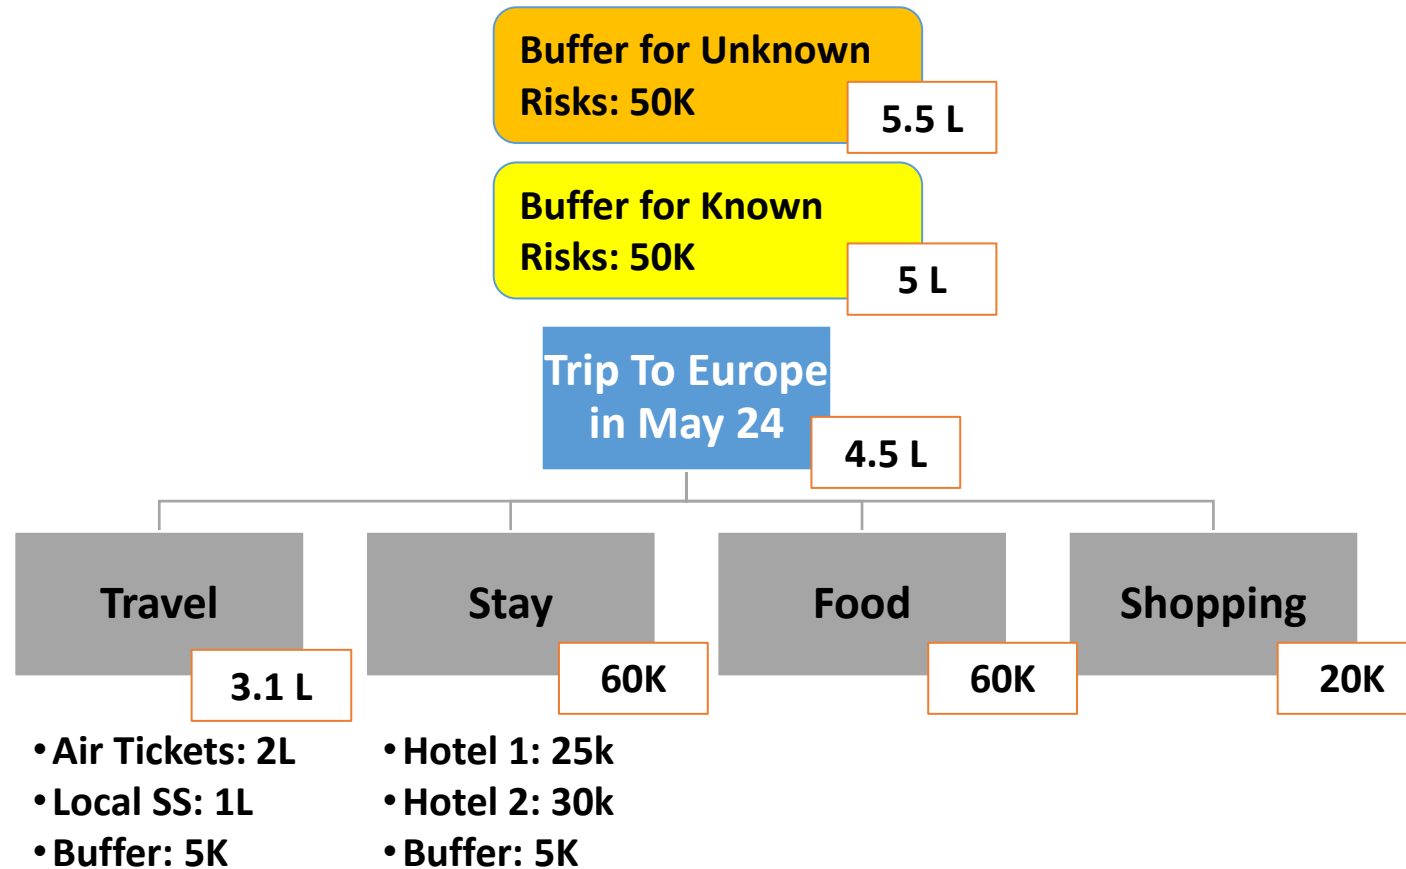 Buffer for Unknown
Risks: 50K
5.5 L
Buffer for Known
Risks: 50K
5 L
Trip To Europe
in May 24
4.5 L
Travel
3.1 L
Stay
60K
Food
60K
Shopping
20K
•Air Tickets: 2L
•Local SS: 1L
•Buffer: 5K
•Hotel 1: 25k
•Hotel 2: 30k
•Buffer: 5K